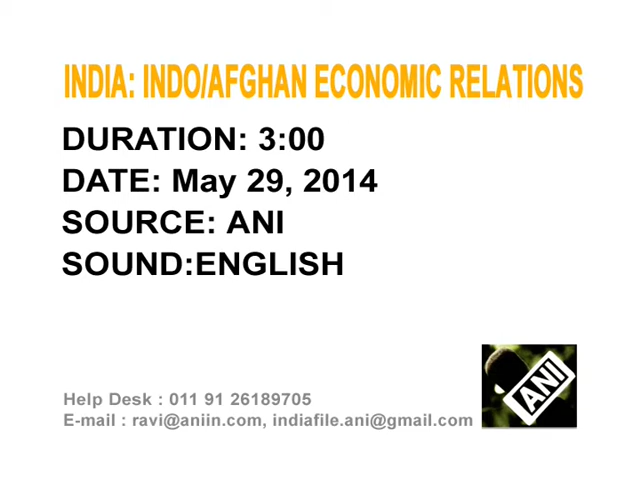 INDIA: INDO/AFGHAN ECONOMIC RELATIONS
DURATION: 3:00
DATE: May 29, 2014
SOURCE: ANI
SOUND:ENGLISH
Help Desk : 011 91 26189705
E-mail : ravi@aniin.com, indiafile.ani@gmail.com
ANI